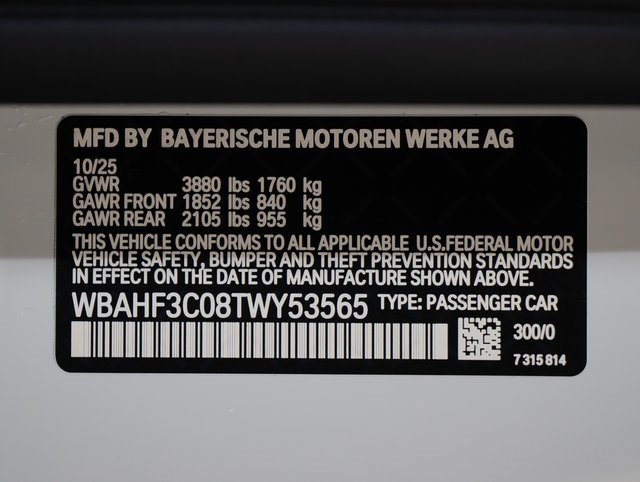 MFD BY BAYERISCHE MOTOREN WERKE AG
10/25
GVWR 3880 lbs 1760 kg
GAWR FRONT 1852 lbs 840 kg
GAWR REAR 2105 lbs 955 kg
THIS VEHICLE CONFORMS TO ALL APPLICABLE U.S.FEDERAL MOTOR
VEHICLE SAFETY, BUMPER AND THEFT PREVENTION STANDARDS
IN EFFECT ON THE DATE OF MANUFACTURE SHOWN ABOVE.
WBAHF3C08TWY53565 TYPE: PASSENGER CAR
300/0
7 315 814